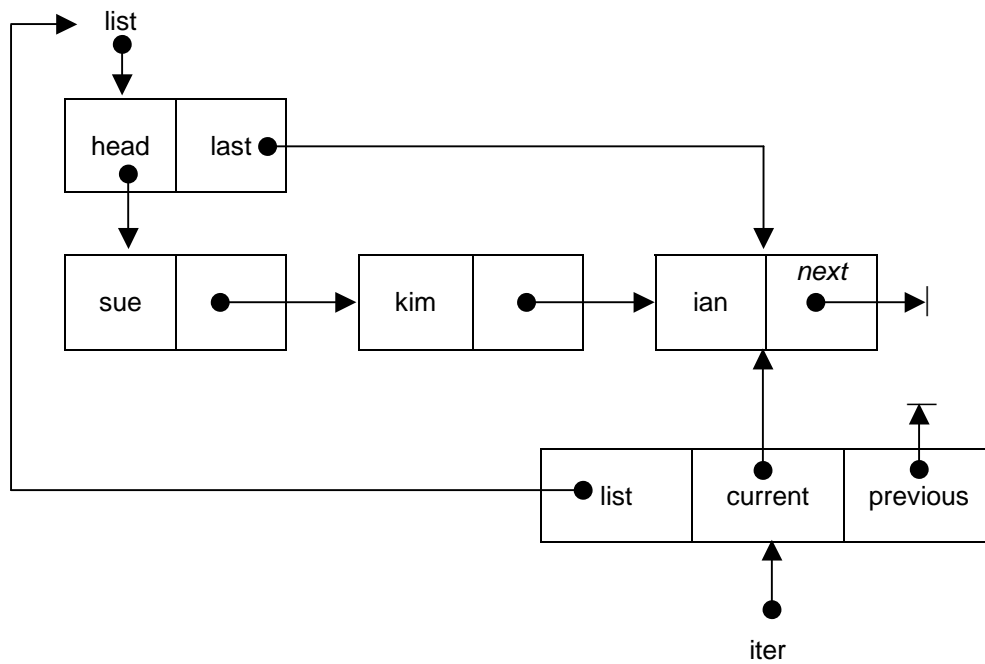 list
head last
next
sue kim ian
list current previous
iter